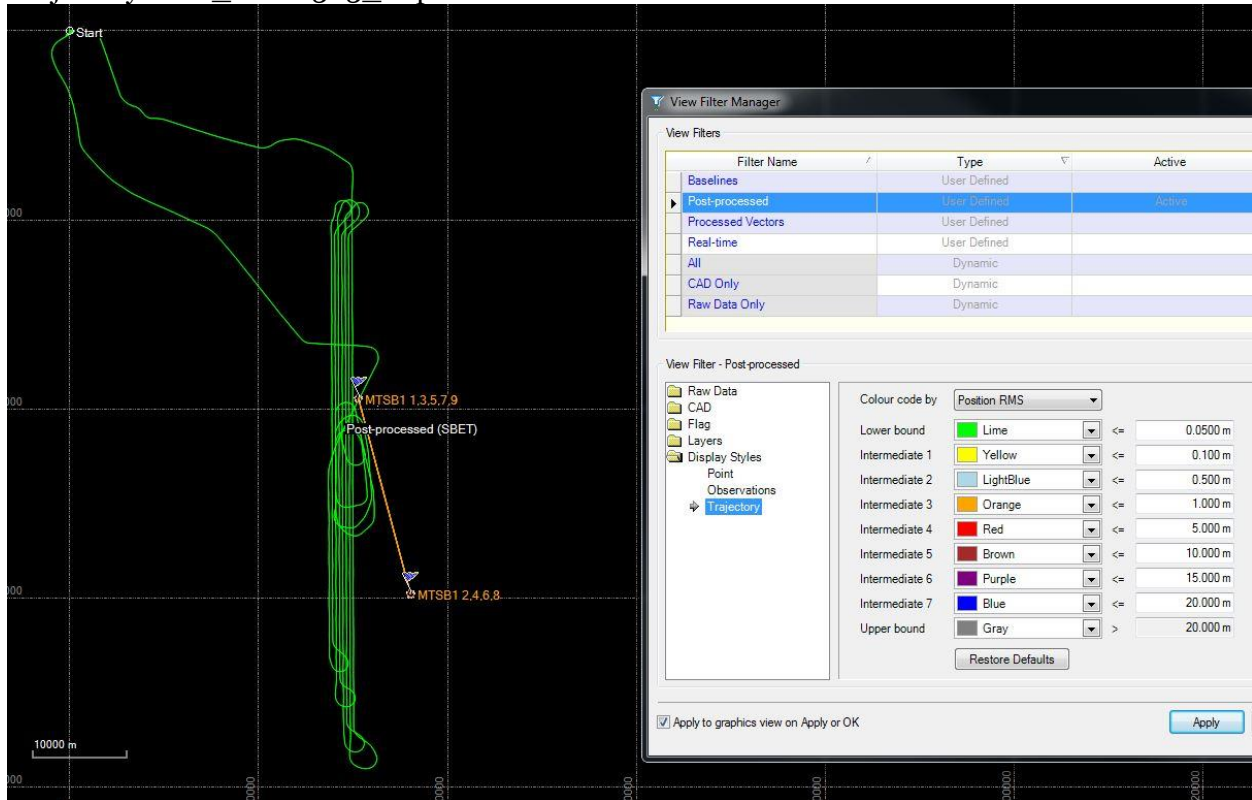 Start
MTSB1 1,3,5,7,9
Post-processed (SBET)
MTSB1 2,4,6,8
10000 m
View Filter Manager
View Filters
Filter Name Type Active
Baselines User Defined
Post-processed User Defined Active
Processed Vectors User Defined
Real-time User Defined
All Dynamic
CAD Only Dynamic
Raw Data Only Dynamic
View Filter - Post-processed
Raw Data
CAD
Flag
Layers
Display Styles
Point
Observations
Trajectory
Colour code by Position RMS
Lower bound Lime <= 0.0500 m
Intermediate 1 Yellow <= 0.100 m
Intermediate 2 LightBlue <= 0.500 m
Intermediate 3 Orange <= 1.000 m
Intermediate 4 Red <= 5.000 m
Intermediate 5 Brown <= 10.000 m
Intermediate 6 Purple <= 15.000 m
Intermediate 7 Blue <= 20.000 m
Upper bound Gray > 20.000 m
Restore Defaults
Apply to graphics view on Apply or OK
Apply